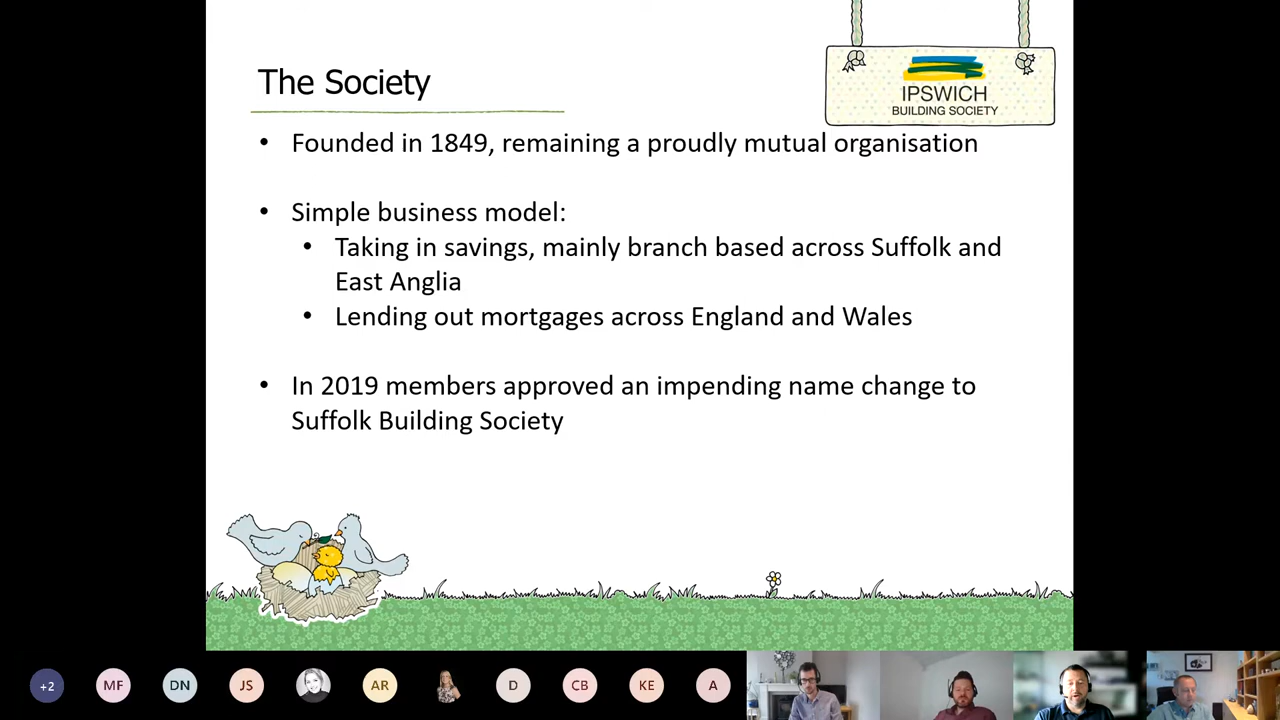 The Society
IPSWICH
BUILDING SOCIETY
• Founded in 1849, remaining a proudly mutual organisation
• Simple business model:
• Taking in savings, mainly branch based across Suffolk and
East Anglia
• Lending out mortgages across England and Wales
• In 2019 members approved an impending name change to
Suffolk Building Society
+2 MF DN JS AR D CB KE A